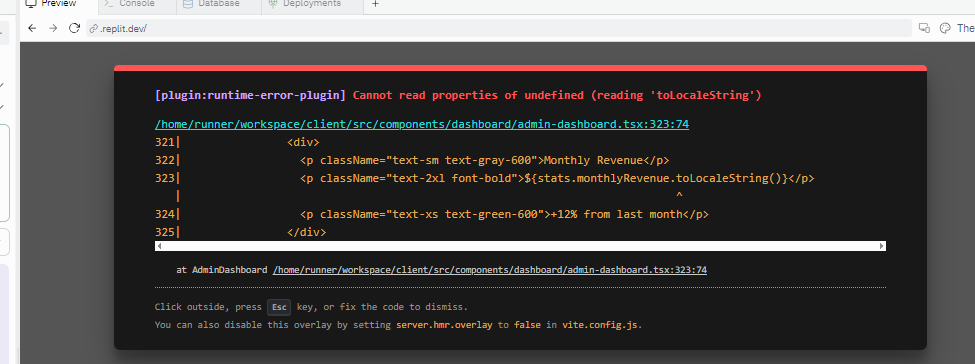 Preview
Console
Database
Deployments
+
.replit.dev/
The
[plugin:runtime-error-plugin] Cannot read properties of undefined (reading 'toLocaleString')
/home/runner/workspace/client/src/components/dashboard/admin-dashboard.tsx:323:74
321| <div>
322| <p className="text-sm text-gray-600">Monthly Revenue</p>
323| <p className="text-2xl font-bold">${stats.monthlyRevenue.toLocaleString()}</p>
| ^
324| <p className="text-xs text-green-600">+12% from last month</p>
325| </div>
at AdminDashboard /home/runner/workspace/client/src/components/dashboard/admin-dashboard.tsx:323:74
Click outside, press Esc key, or fix the code to dismiss.
You can also disable this overlay by setting server.hmr.overlay to false in vite.config.js.